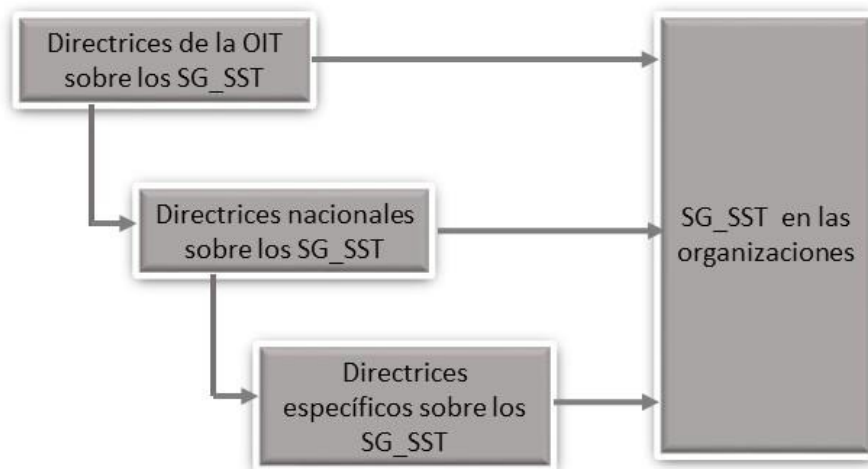 Directrices de la OIT
sobre los SG_SST
Directrices nacionales
sobre los SG_SST
SG_SST en las
organizaciones
Directrices
específicos sobre los
SG_SST